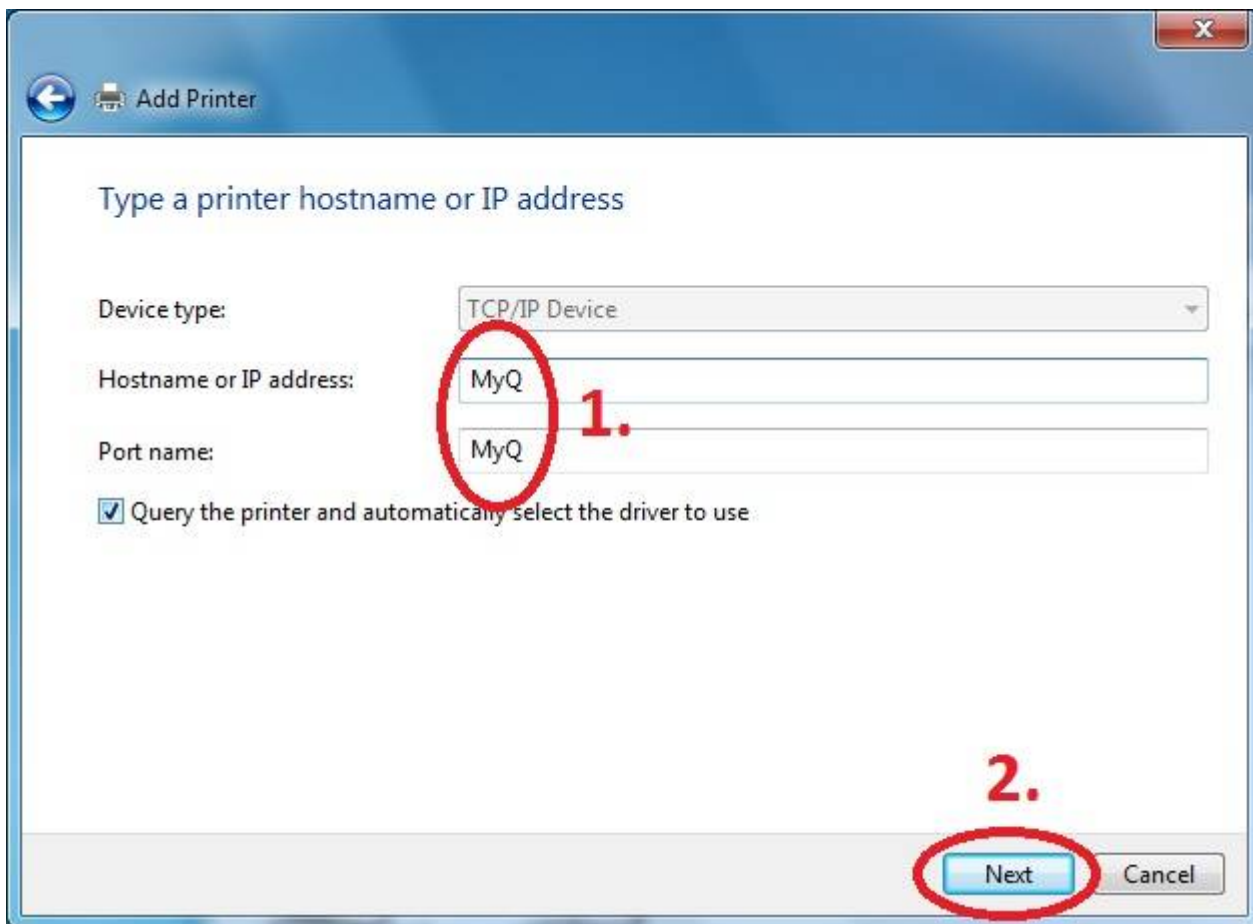 x
Add Printer
Type a printer hostname or IP address
Device type: TCP/IP Device
Hostname or IP address: MyQ
1.
Port name: MyQ
Query the printer and automatically select the driver to use
2.
Next Cancel